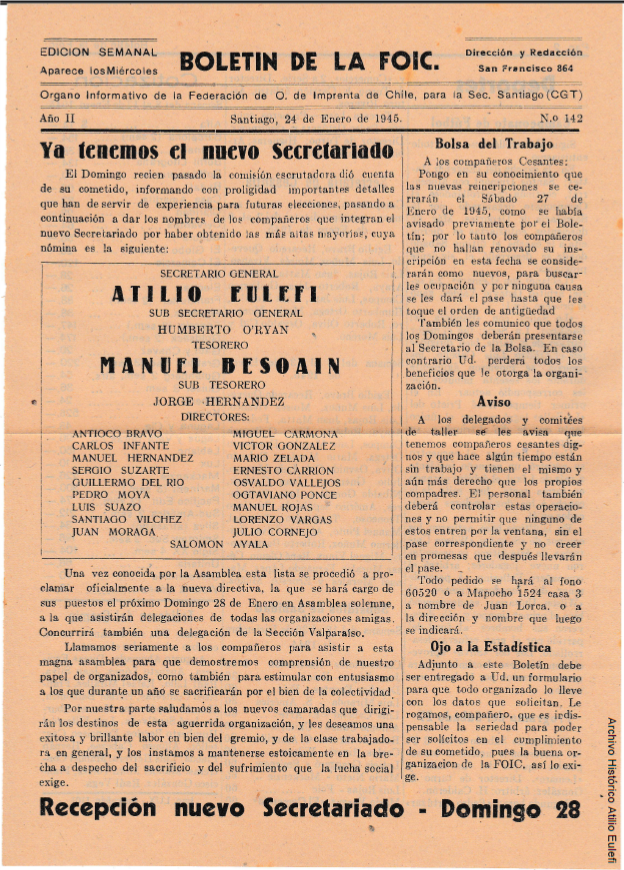 EDICION SEMANAL
Aparece los Miércoles
BOLETIN DE LA FOIC.
Dirección y Redacción
San Francisco 864
Organo Informativo de la Federación de O. de Imprenta de Chile, para la Sec. Santiago (CGT)
Año II
Santiago, 24 de Enero de 1945.
N.o 142
Ya tenemos el nuevo Secretariado
El Domingo recien pasado la comisión escrutadora dió cuenta
de su cometido, informando con proligidad importantes detalles
que han de servir de experiencia para futuras elecciones, pasando a
continuación a dar los nombres de los compañeros que integran el
nuevo Secretariado por haber obtenido las más altas mayorías, cuya
nómina es la siguiente:
SECRETARIO GENERAL
ATILIO EULEFI
SUB SECRETARIO GENERAL
HUMBERTO O'RYAN
TESORERO
MANUEL BESOAIN
SUB TESORERO
JORGE HERNANDEZ
DIRECTORES:
ANTIOCO BRAVO
CARLOS INFANTE
MANUEL HERNANDEZ
SERGIO SUZARTE
GUILLERMO DEL RIO
PEDRO MOYA
LUIS SUAZO
SANTIAGO VILCHEZ
JUAN MORAGA
MIGUEL CARMONA
VICTOR GONZALEZ
MARIO ZELADA
ERNESTO CARRION
OSVALDO VALLEJOS
OGTAVIANO PONCE
MANUEL ROJAS
LORENZO VARGAS
JULIO CORNEJO
SALOMON AYALA
Una vez conocida por la Asamblea esta lista se procedió a pro-
clamar oficialmente a la nueva directiva, la que se hará cargo de
sus puestos el próximo Domingo 28 de Enero en Asamblea solemne,
a la que asistirán delegaciones de todas las organizaciones amigas.
Concurrirá también una delegación de la Sección Valparaíso.
Llamamos seriamente a los compañeros para asistir a esta
magna asamblea para que demostremos comprensión de nuestro
papel de organizados, como también para estimular con entusiasmo
a los que durante un año se sacrificarán por el bien de la colectividad
Por nuestra parte saludamos a los nuevos camaradas que dirigi-
rán los destinos de esta aguerrida organización, y les deseamos una
exitosa y brillante labor en bien del gremio, y de la clase trabajado-
ra en general, y los instamos a mantenerse estoicamente en la bre-
cha a despecho del sacrificio y del sufrimiento que la lucha social
exige.
Bolsa del Trabajo
A los compañeros Cesantes:
Pongo en su conocimiento que
las nuevas reincripciones se ce-
rrarán el Sábado 27 de
Enero de 1945, como se había
avisado previamente por el Bole-
tín; por lo tanto los compañeros
que no hallan renovado su ins-
cripción en esta fecha se conside-
rarán como nuevos, para buscar-
les ocupación y por ninguna causa
se les dará el pase hasta que les
toque el orden de antigüedad
También les comunico que todos
los Domingos deberán presentarse
al Secretario de la Bolsa. En caso
contrario Ud. perderá todos los
beneficios que le otorga la organi-
zación.
Aviso
A los delegados y comitées
de taller se les avisa que
tenemos compañeros cesantes dig-
nos y que hace algún tiempo están
sin trabajo y tienen el mismo y
aún más derecho que los propios
compadres. El personal también
deberá controlar estas operacio-
nes y no permitir que ninguno de
estos entren por la ventana, sin el
pase correspondiente y no creer
en promesas que después llevarán
el pase.
Todo pedido se hará al fono
60520 o a Mapocho 1524 casa 3
a nombre de Juan Lorca. o a
la dirección y nombre que luego
se indicará.
Ojo a la Estadística
Adjunto a este Boletín debe
ser entregado a Ud. un formulario
para que todo organizado lo lleve
con los datos que solicitan. Le
rogamos, compañero, que es indis-
pensable la seriedad para poder
ser solicitos en el cumplimiento
de su cometido, pues la buena or-
ganizacion de la FOIC, así lo exi-
ge.
Recepción nuevo Secretariado - Domingo 28
Archivo Histórico Atilio Eulefi